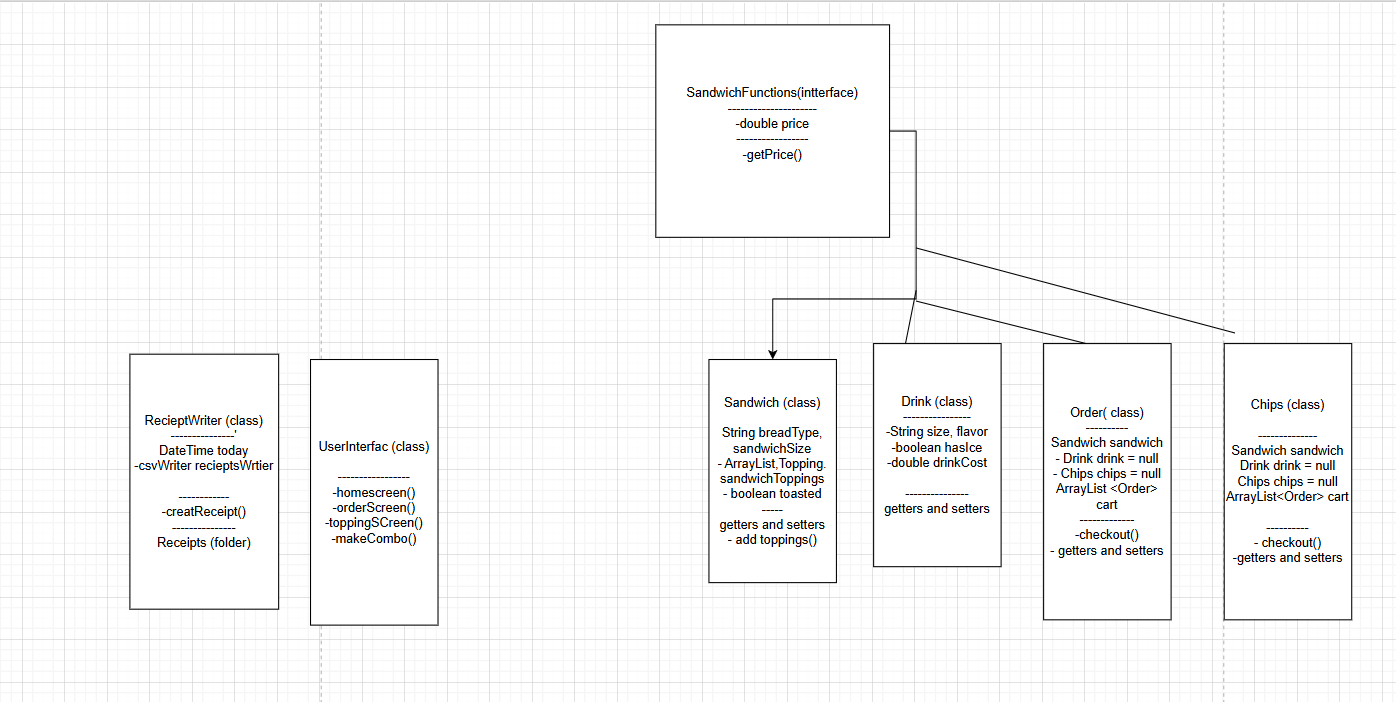 SandwichFunctions(intterface)
---------------------
-double price
-----------------
-getPrice()
RecieptWriter (class)
---------------'
DateTime today
-csvWriter recieptsWrtier
------------
-creatReceipt()
---------------
Receipts (folder)
UserInterfac (class)
-----------------
-homescreen()
-orderScreen()
-toppingSCreen()
-makeCombo()
Sandwich (class)
String breadType,
sandwichSize
- ArrayList,Topping.
sandwichToppings
- boolean toasted
-----
getters and setters
- add toppings()
Drink (class)
----------------
-String size, flavor
-boolean hasIce
-double drinkCost
---------------
getters and setters
Order( class)
----------
Sandwich sandwich
- Drink drink = null
- Chips chips = null
ArrayList <Order>
cart
-------------
-checkout()
- getters and setters
Chips (class)
--------------
Sandwich sandwich
Drink drink = null
Chips chips = null
ArrayList<Order> cart
----------
- checkout()
-getters and setters